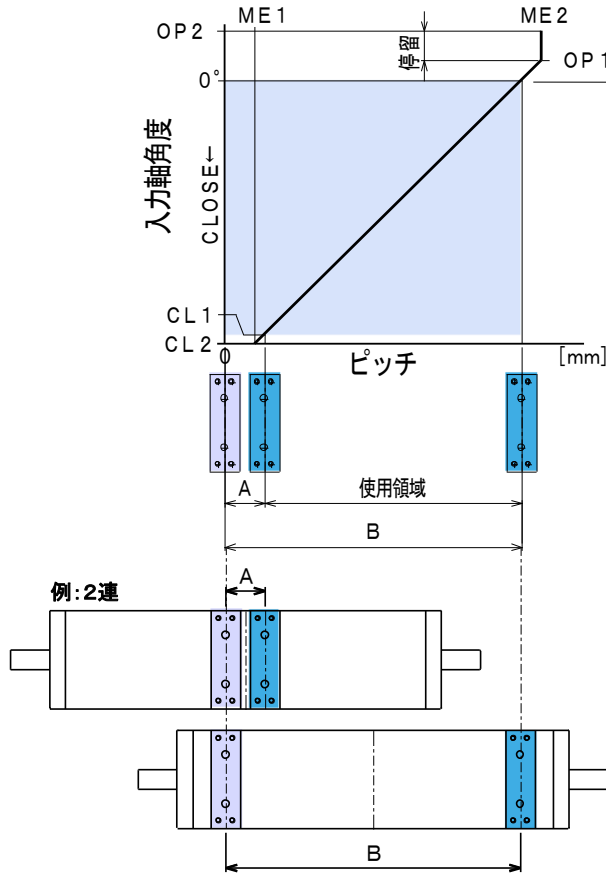 ME1
ME2
OP2
停留
OP1
0°
入力軸角度
CLOSE←
CL1
CL2
0
ピッチ
[mm]
A
使用領域
B
例:2連
A
B